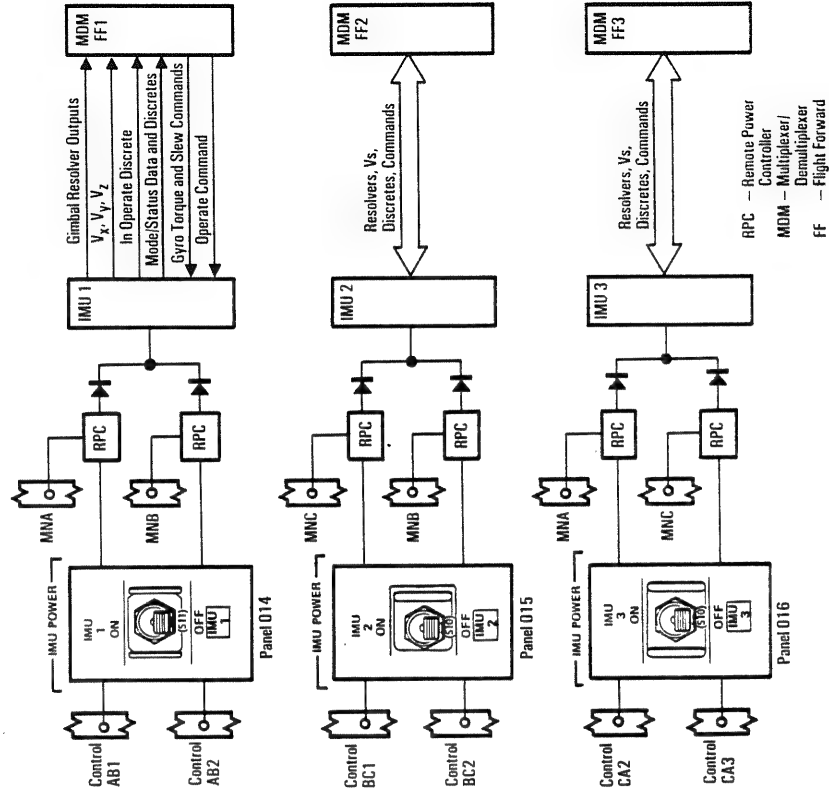 MDM
FF1
Gimbal Resolver Outputs
Vx, Vy, Vz
In Operate Discrete
Mode/Status Data and Discretes
Gyro Torque and Slew Commands
Operate Command
IMU 1
RPC
RPC
MNA
MNB
IMU POWER
IMU
1
ON
(S11)
OFF
IMU
1
Panel O14
Control
AB1
Control
AB2
MDM
FF2
Resolvers, Vs,
Discretes, Commands
IMU 2
RPC
RPC
MNC
MNB
IMU POWER
IMU
2
ON
(S10)
OFF
IMU
2
Panel O15
Control
BC1
Control
BC2
MDM
FF3
Resolvers, Vs,
Discretes, Commands
IMU 3
RPC
RPC
MNA
MNC
IMU POWER
IMU
3
ON
(S10)
OFF
IMU
3
Panel O16
Control
CA2
Control
CA3
RPC – Remote Power
Controller
MDM – Multiplexer/
Demultiplexer
FF – Flight Forward